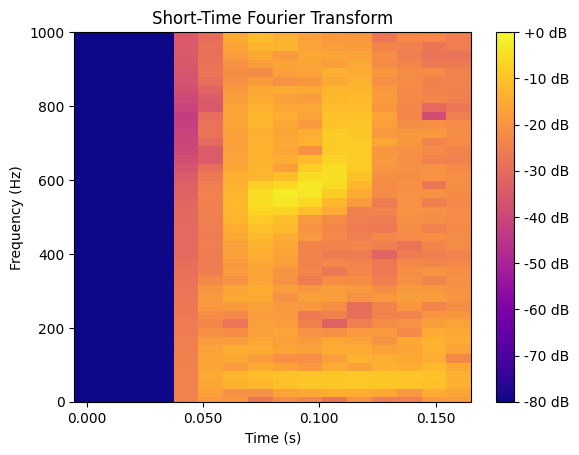 Short-Time Fourier Transform
1000
800
600
400
200
0
Frequency (Hz)
0.000
0.050
0.100
0.150
Time (s)
+0 dB
-10 dB
-20 dB
-30 dB
-40 dB
-50 dB
-60 dB
-70 dB
-80 dB